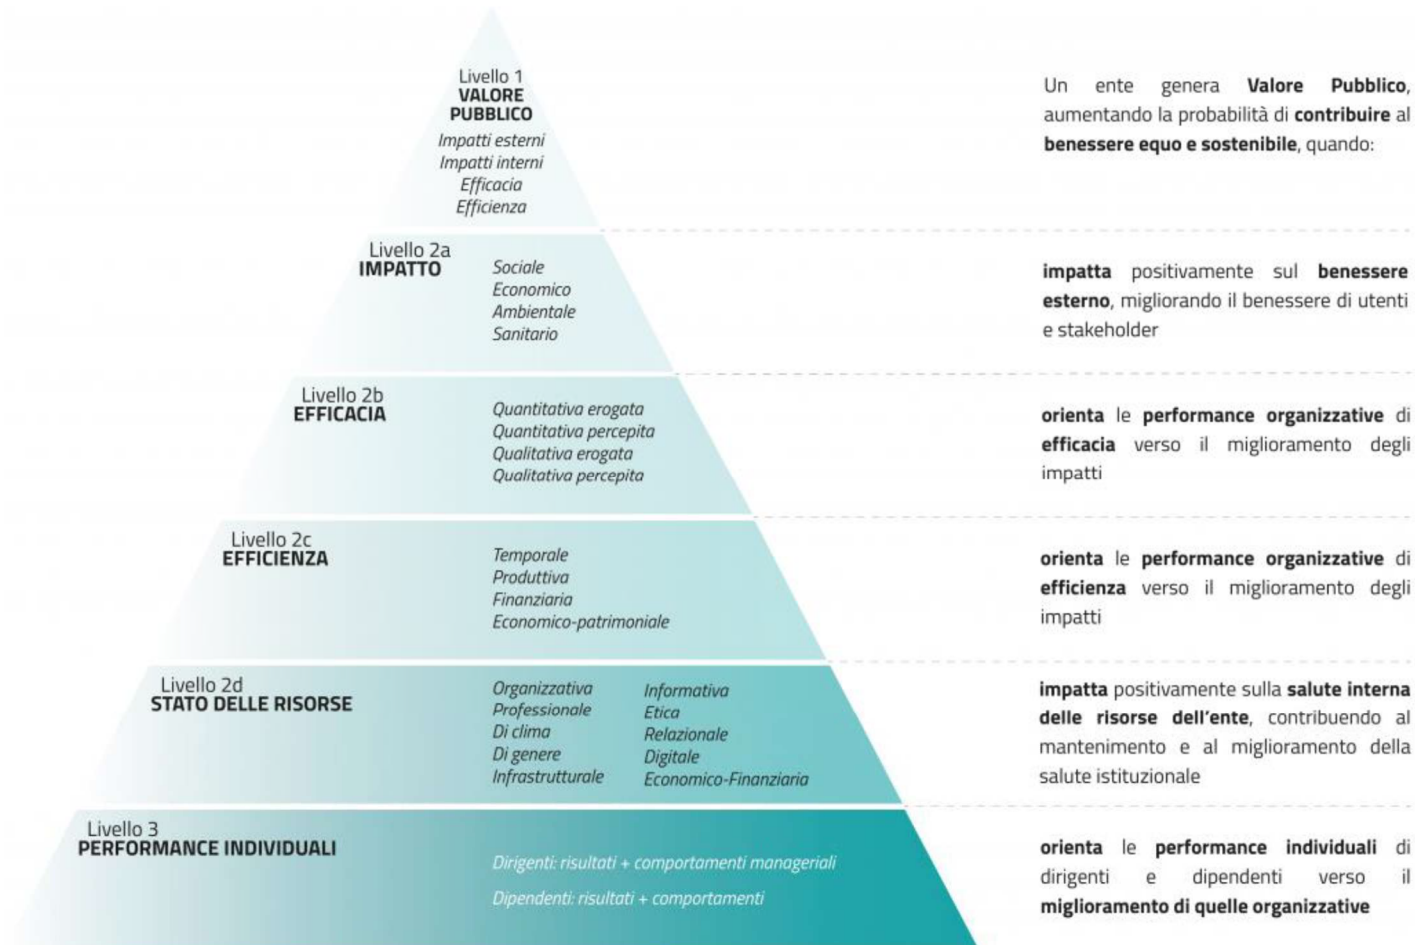 Livello 1
VALORE
PUBBLICO
Impatti esterni
Impatti interni
Efficacia
Efficienza
Un ente genera Valore Pubblico,
aumentando la probabilità di contribuire al
benessere equo e sostenibile, quando:
Livello 2a
IMPATTO
Sociale
Economico
Ambientale
Sanitario
impatta positivamente sul benessere
esterno, migliorando il benessere di utenti
e stakeholder
Livello 2b
EFFICACIA
Quantitativa erogata
Quantitativa percepita
Qualitativa erogata
Qualitativa percepita
orienta le performance organizzative di
efficacia verso il miglioramento degli
impatti
Livello 2c
EFFICIENZA
Temporale
Produttiva
Finanziaria
Economico-patrimoniale
orienta le performance organizzative di
efficienza verso il miglioramento degli
impatti
Livello 2d
STATO DELLE RISORSE
Organizzativa
Professionale
Di clima
Di genere
Infrastrutturale
Informativa
Etica
Relazionale
Digitale
Economico-Finanziaria
impatta positivamente sulla salute interna
delle risorse dell'ente, contribuendo al
mantenimento e al miglioramento della
salute istituzionale
Livello 3
PERFORMANCE INDIVIDUALI
Dirigenti: risultati + comportamenti manageriali
Dipendenti: risultati + comportamenti
orienta le performance individuali di
dirigenti e dipendenti verso il
miglioramento di quelle organizzative